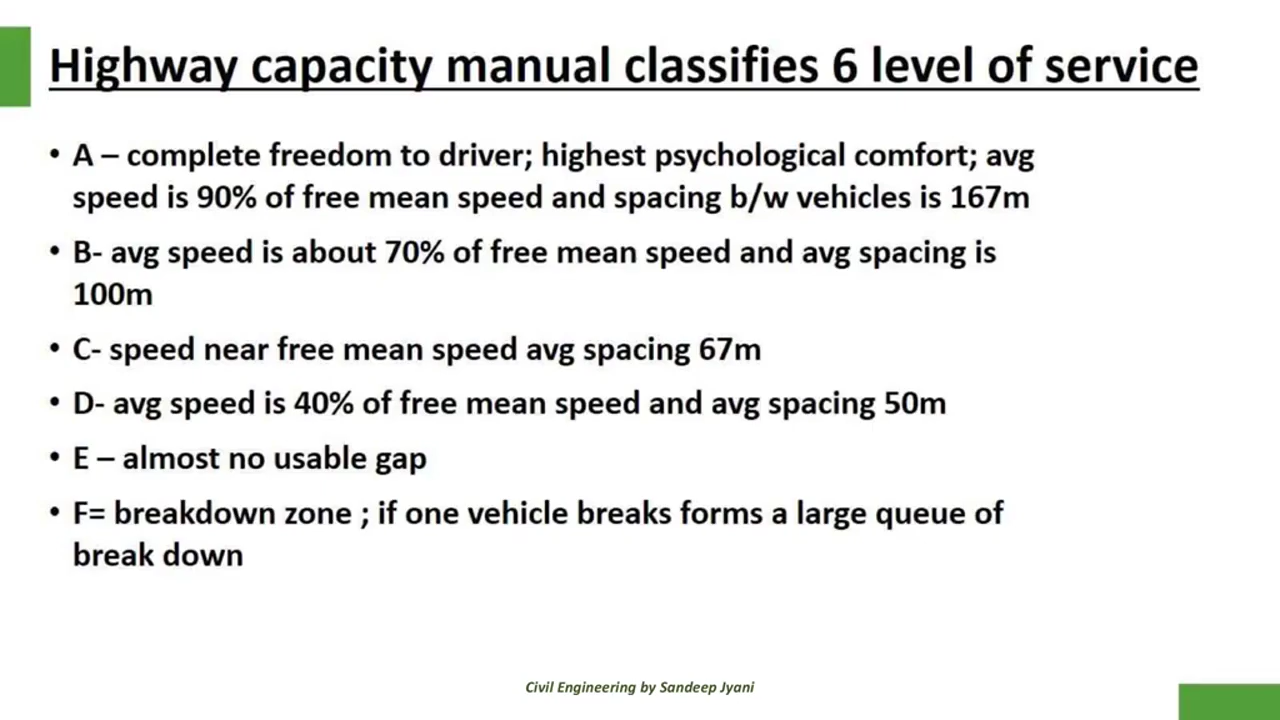 Highway capacity manual classifies 6 level of service
• A – complete freedom to driver; highest psychological comfort; avg
speed is 90% of free mean speed and spacing b/w vehicles is 167m
• B- avg speed is about 70% of free mean speed and avg spacing is
100m
• C- speed near free mean speed avg spacing 67m
• D- avg speed is 40% of free mean speed and avg spacing 50m
• E – almost no usable gap
• F= breakdown zone ; if one vehicle breaks forms a large queue of
break down
Civil Engineering by Sandeep Jyani